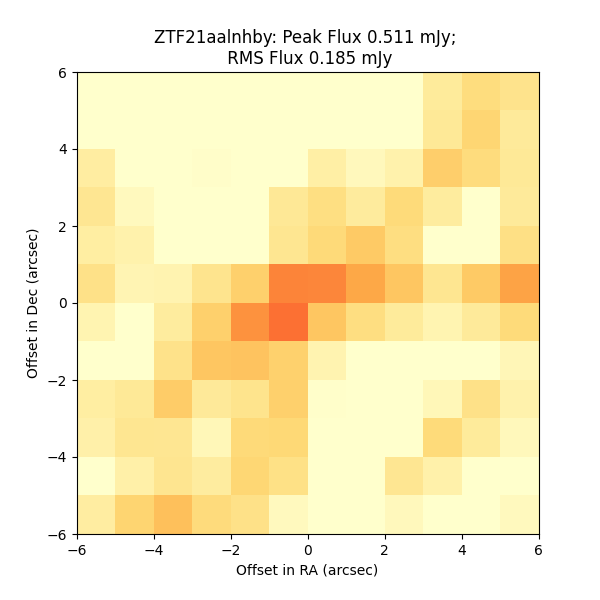 ZTF21aalnhby: Peak Flux 0.511 mJy;
RMS Flux 0.185 mJy
6
4
2
0
−2
−4
−6
Offset in Dec (arcsec)
−6 −4 −2 0 2 4 6
Offset in RA (arcsec)